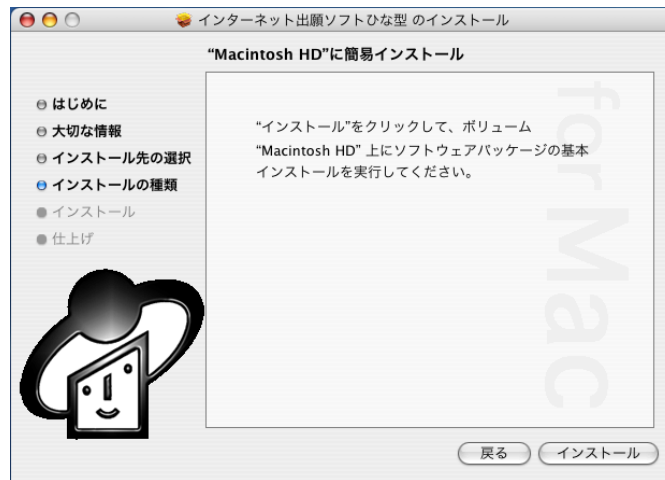 インターネット出願ソフトひな型 のインストール
“Macintosh HD”に簡易インストール
はじめに
大切な情報
インストール先の選択
インストールの種類
インストール
仕上げ
“インストール”をクリックして、ボリューム
“Macintosh HD” 上にソフトウェアパッケージの基本
インストールを実行してください。
for Mac
戻る
インストール